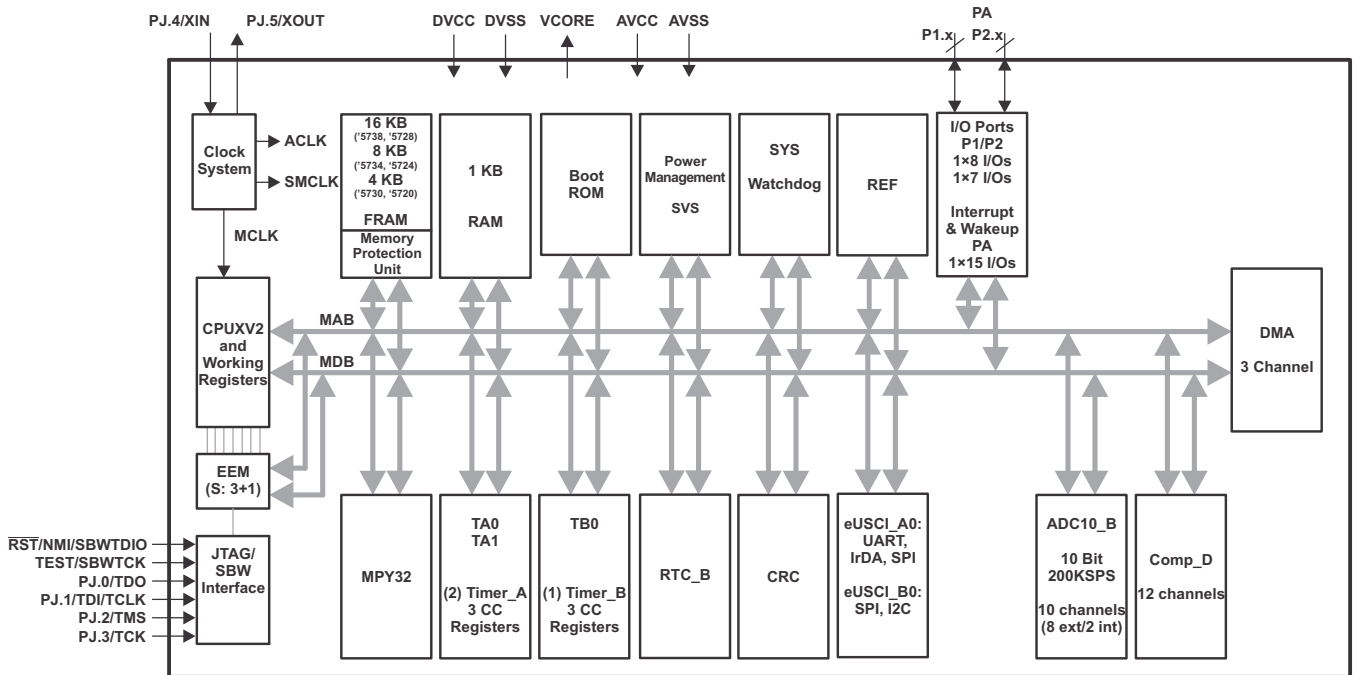 PJ.4/XIN
PJ.5/XOUT
DVCC
DVSS
VCORE
AVCC
AVSS
PA
P1.x
P2.x
Clock
System
ACLK
SMCLK
MCLK
16 KB
('5738, '5728)
8 KB
('5734, '5724)
4 KB
('5730, '5720)
FRAM
Memory
Protection
Unit
1 KB
RAM
Boot
ROM
Power
Management
SVS
SYS
Watchdog
REF
I/O Ports
P1/P2
1×8 I/Os
1×7 I/Os
Interrupt
& Wakeup
PA
1×15 I/Os
CPUXV2
and
Working
Registers
MAB
MDB
DMA
3 Channel
EEM
(S: 3+1)
RST/NMI/SBWTDIO
TEST/SBWTCK
PJ.0/TDO
PJ.1/TDI/TCLK
PJ.2/TMS
PJ.3/TCK
JTAG/
SBW
Interface
MPY32
TA0
TA1
(2) Timer_A
3 CC
Registers
TB0
(1) Timer_B
3 CC
Registers
RTC_B
CRC
eUSCI_A0:
UART,
IrDA, SPI
eUSCI_B0:
SPI, I2C
ADC10_B
10 Bit
200KSPS
10 channels
(8 ext/2 int)
Comp_D
12 channels